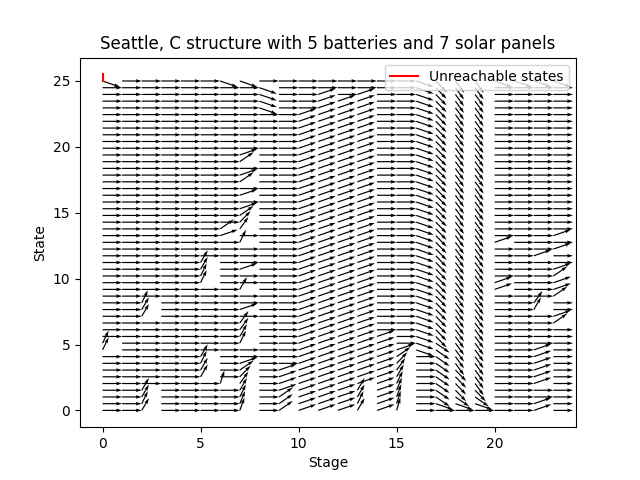 Seattle, C structure with 5 batteries and 7 solar panels
Unreachable states
25
20
15
10
5
0
State
0 5 10 15 20
Stage